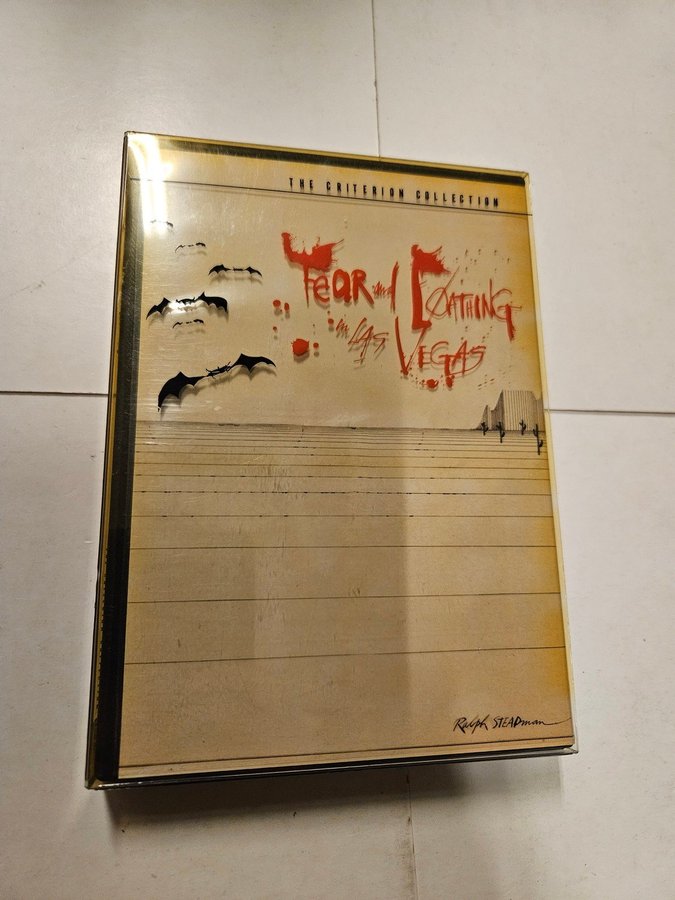 THE CRITERION COLLECTION
Fear and Loathing
in Las Vegas
Ralph STEADman